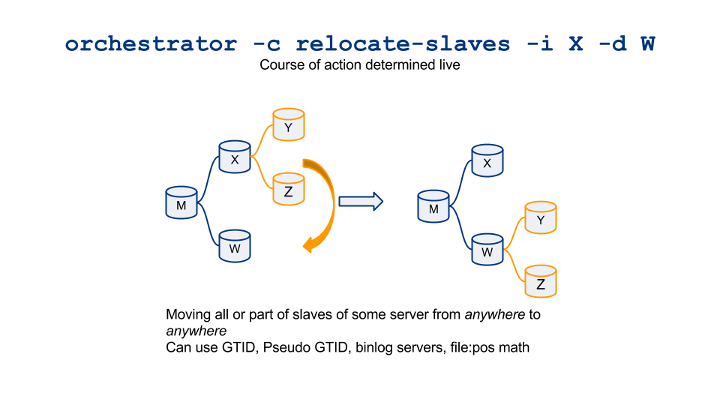 orchestrator -c relocate-slaves -i X -d W
Course of action determined live
Y
X
Z
M
W
X
M
Y
W
Z
Moving all or part of slaves of some server from anywhere to
anywhere
Can use GTID, Pseudo GTID, binlog servers, file:pos math